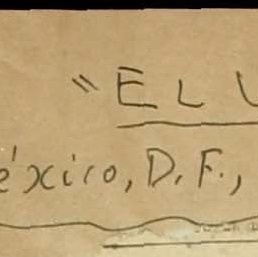 "EL U
éxico, D.F.,